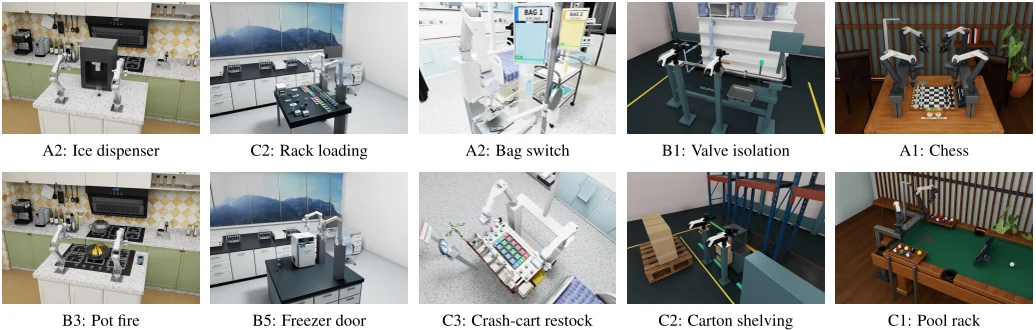 BAG 1
BAG 2
A2: Ice dispenser
C2: Rack loading
A2: Bag switch
B1: Valve isolation
A1: Chess
B3: Pot fire
B5: Freezer door
C3: Crash-cart restock
C2: Carton shelving
C1: Pool rack